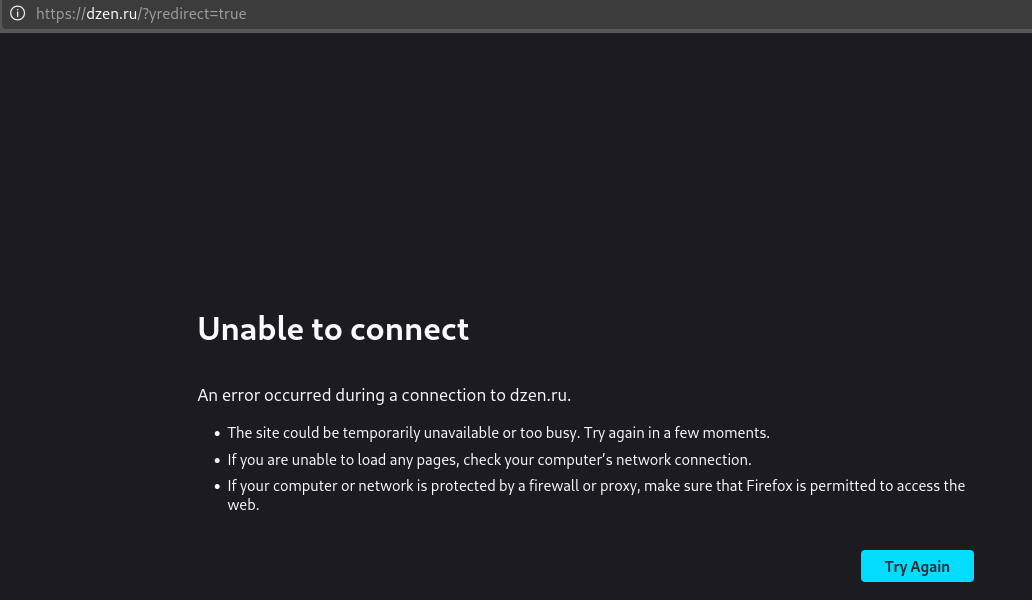 https://dzen.ru/?yredirect=true
Unable to connect
An error occurred during a connection to dzen.ru.
• The site could be temporarily unavailable or too busy. Try again in a few moments.
• If you are unable to load any pages, check your computer’s network connection.
• If your computer or network is protected by a firewall or proxy, make sure that Firefox is permitted to access the
web.
Try Again